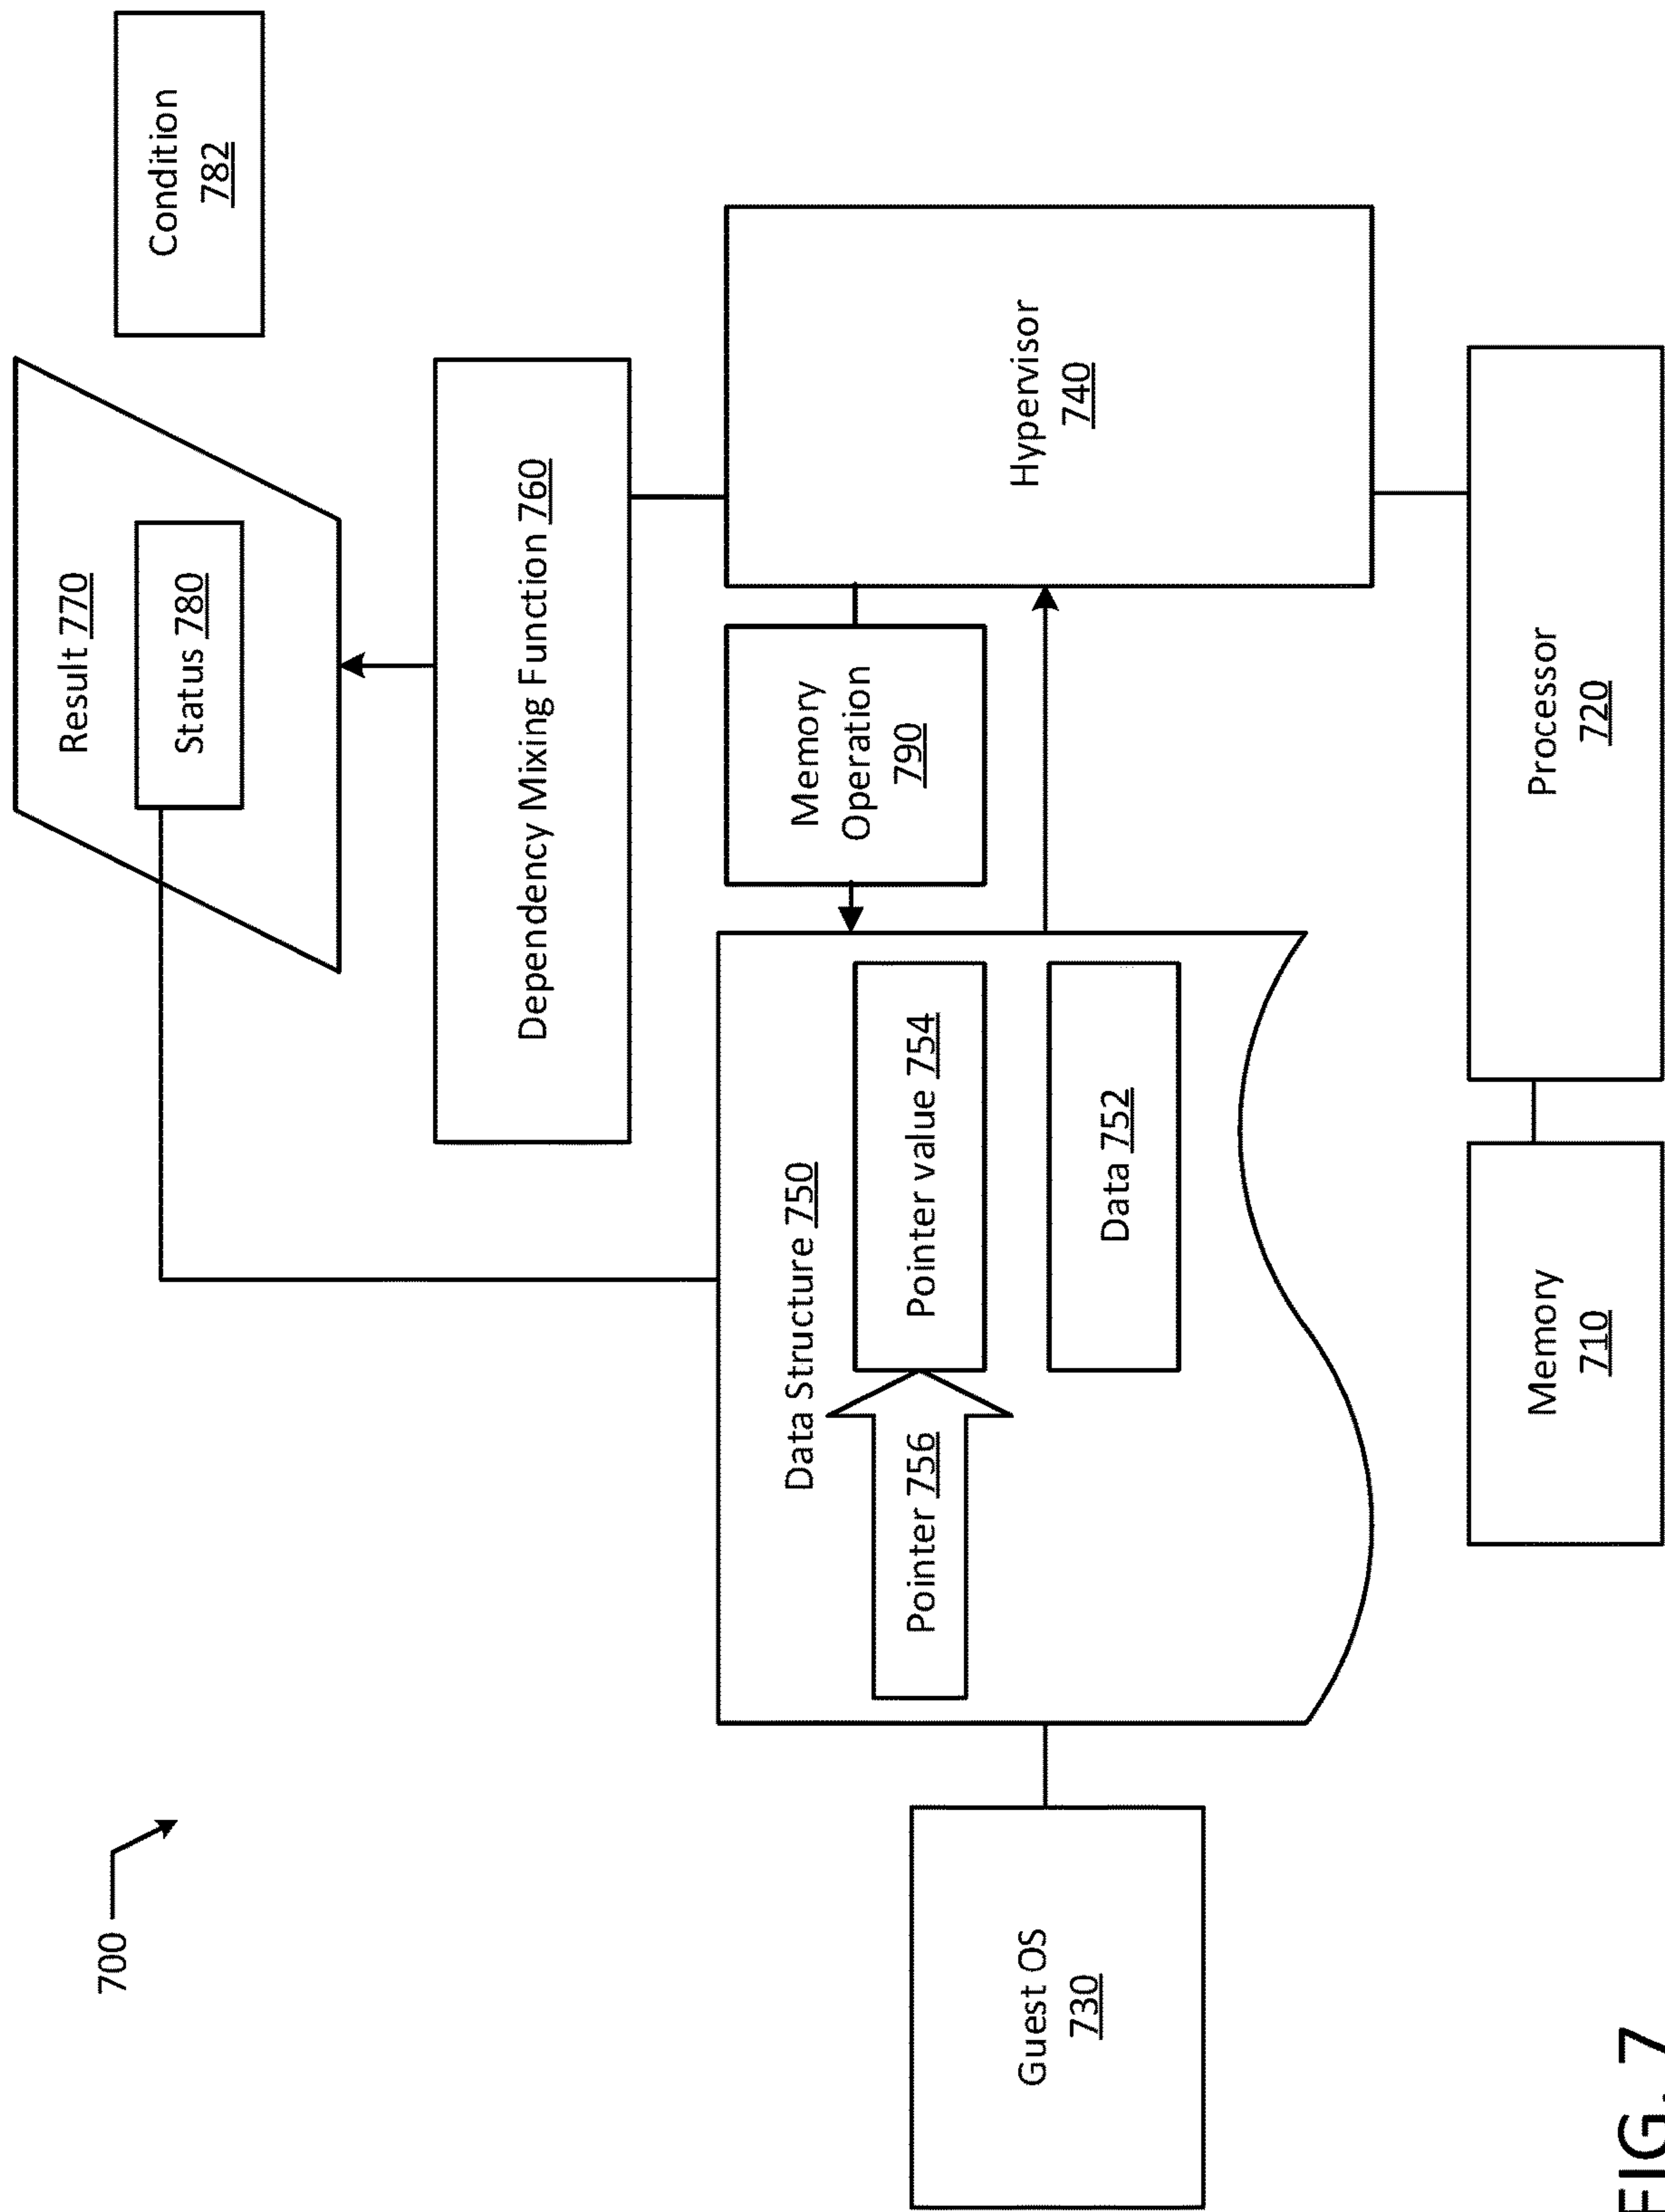 700
Result 770
Status 780
Condition
782
Dependency Mixing Function 760
Memory
Operation
790
Hypervisor
740
Data Structure 750
Pointer 756
Pointer value 754
Data 752
Guest OS
730
Memory
710
Processor
720
FIG. 7